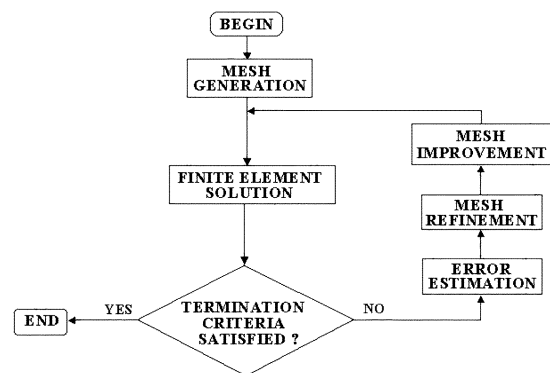 BEGIN
MESH
GENERATION
MESH
IMPROVEMENT
FINITE ELEMENT
SOLUTION
MESH
REFINEMENT
ERROR
ESTIMATION
YES
NO
TERMINATION
CRITERIA
SATISFIED ?
END